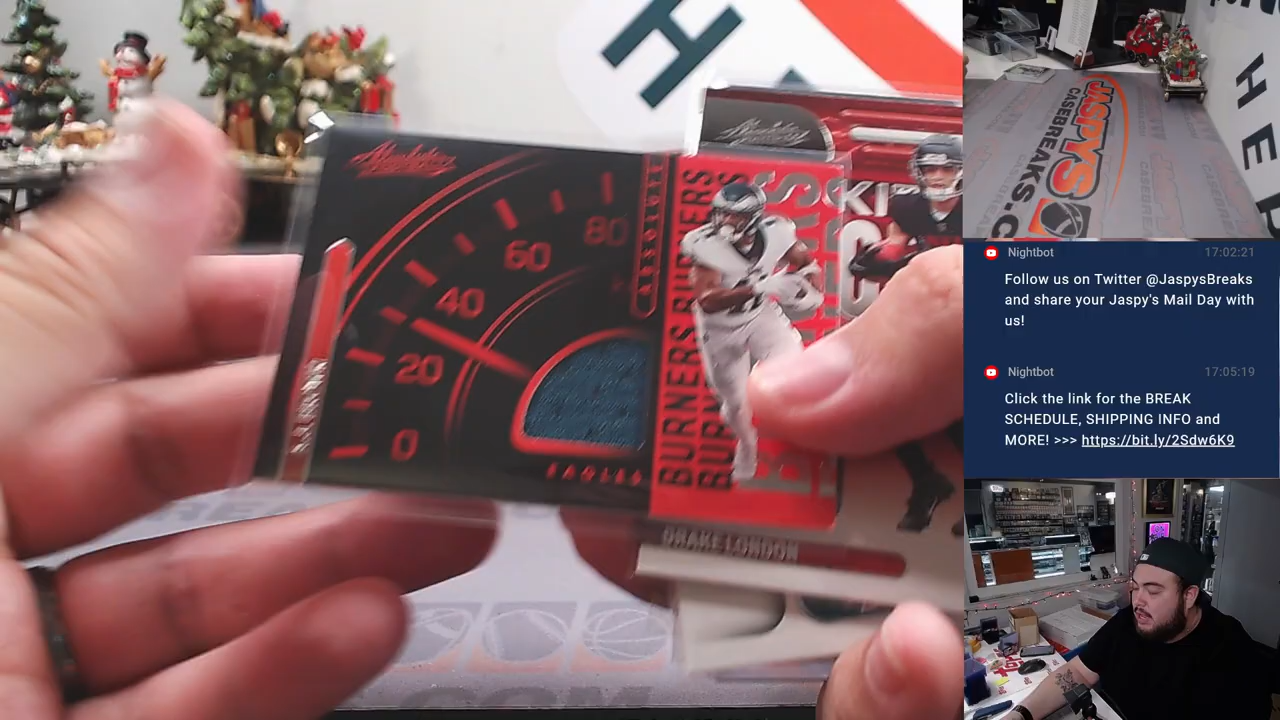 Absolute
ABSOLUTE
80
60
40
20
0
EAGLES
BURNERS BURNERS
DRAKE LONDON
H
JASPYS
CASEBREAKS.C
H E
Nightbot 17:02:21
Follow us on Twitter @JaspysBreaks
and share your Jaspy's Mail Day with
us!
Nightbot 17:05:19
Click the link for the BREAK
SCHEDULE, SHIPPING INFO and
MORE! >>> https://bit.ly/2Sdw6K9